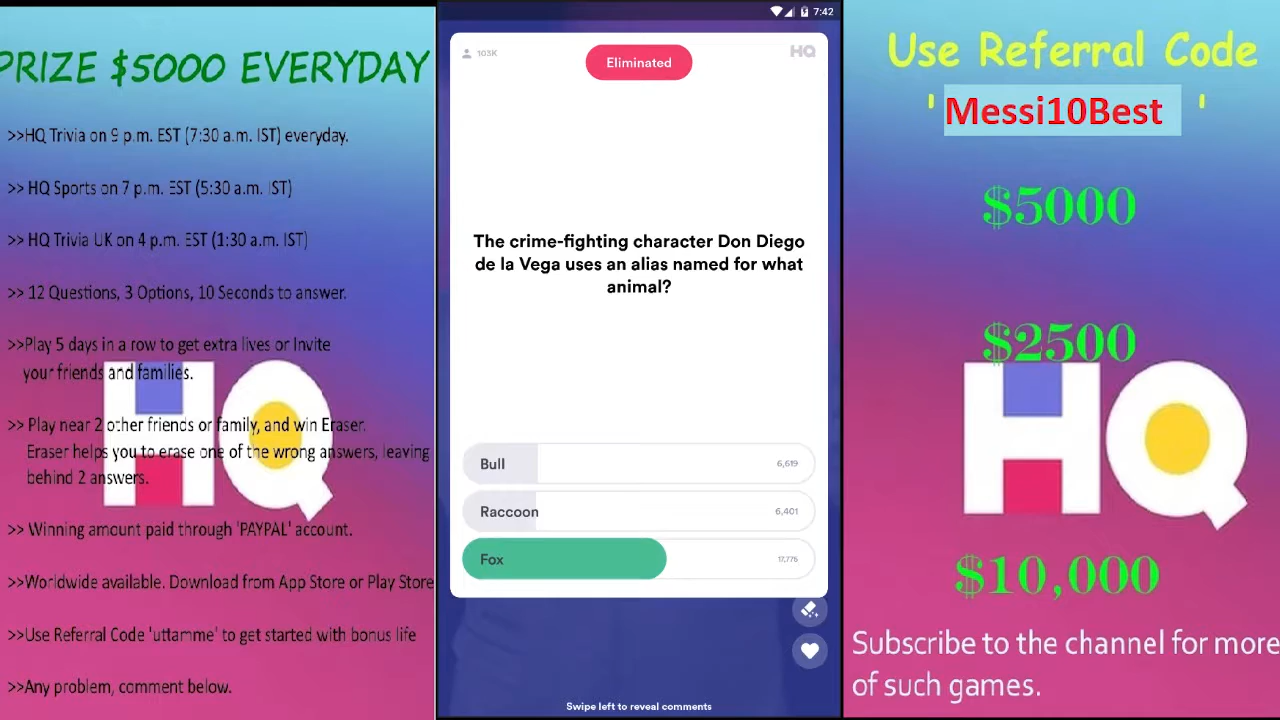 PRIZE $5000 EVERYDAY
>>HQ Trivia on 9 p.m. EST (7:30 a.m. IST) everyday.
>> HQ Sports on 7 p.m. EST (5:30 a.m. IST)
>> HQ Trivia UK on 4 p.m. EST (1:30 a.m. IST)
>> 12 Questions, 3 Options, 10 Seconds to answer.
>>Play 5 days in a row to get extra lives or Invite
your friends and families.
>> Play near 2 other friends or family, and win Eraser.
Eraser helps you to erase one of the wrong answers, leaving
behind 2 answers.
>> Winning amount paid through 'PAYPAL' account.
>>Worldwide available. Download from App Store or Play Store
>>Use Referral Code 'uttamme' to get started with bonus life
>>Any problem, comment below.
HQ
7:42
103K
Eliminated
HQ
The crime-fighting character Don Diego
de la Vega uses an alias named for what
animal?
Bull 6,619
Raccoon 6,401
Fox 17,776
Swipe left to reveal comments
Use Referral Code
' Messi10Best '
$5000
$2500
HQ
$10,000
Subscribe to the channel for more
of such games.